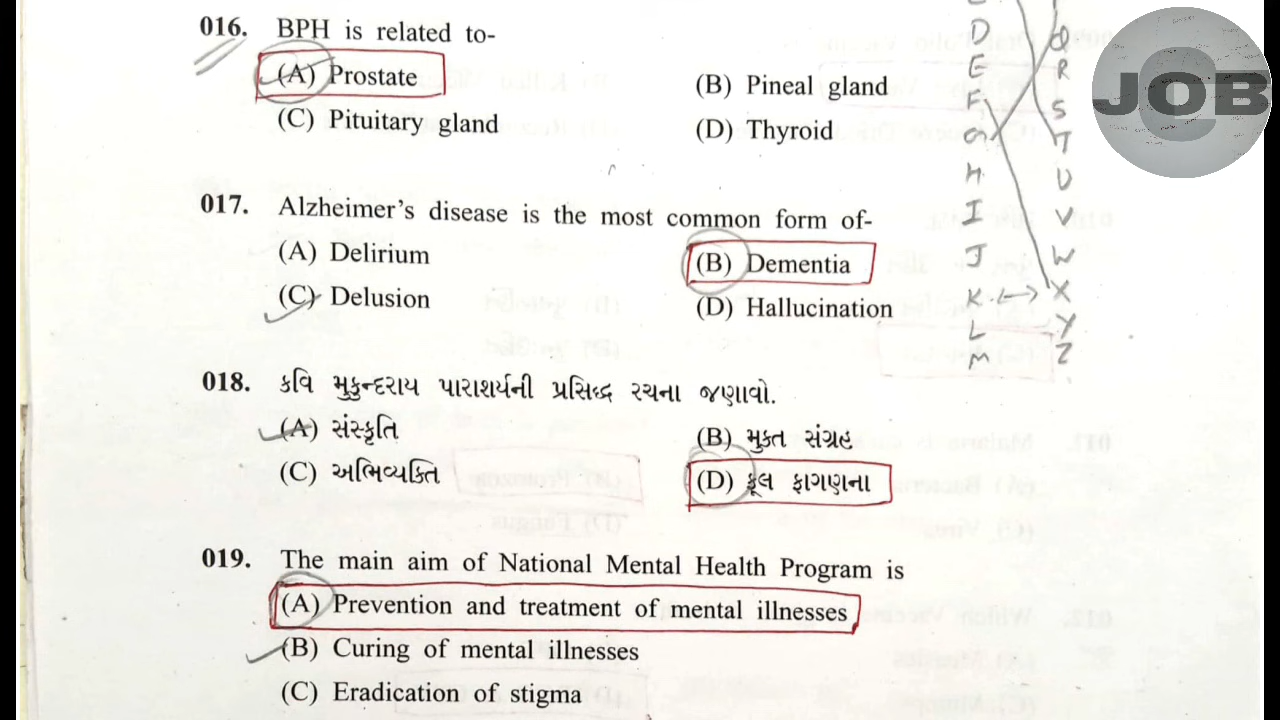 016. BPH is related to-
(A) Prostate
(B) Pineal gland
(C) Pituitary gland
(D) Thyroid
017. Alzheimer's disease is the most common form of-
(A) Delirium
(B) Dementia
(C) Delusion
(D) Hallucination
018. કવિ મુકુન્દરાય પારાશર્યની પ્રસિદ્ધ રચના જણાવો.
(A) સંસ્કૃતિ
(B) મુક્ત સંગ્રહ
(C) અભિવ્યક્તિ
(D) ફૂલ ફાગણના
019. The main aim of National Mental Health Program is
(A) Prevention and treatment of mental illnesses
(B) Curing of mental illnesses
(C) Eradication of stigma
D Q
E R
F S
G T
H U
I V
J W
K X
L Y
M Z
JOB